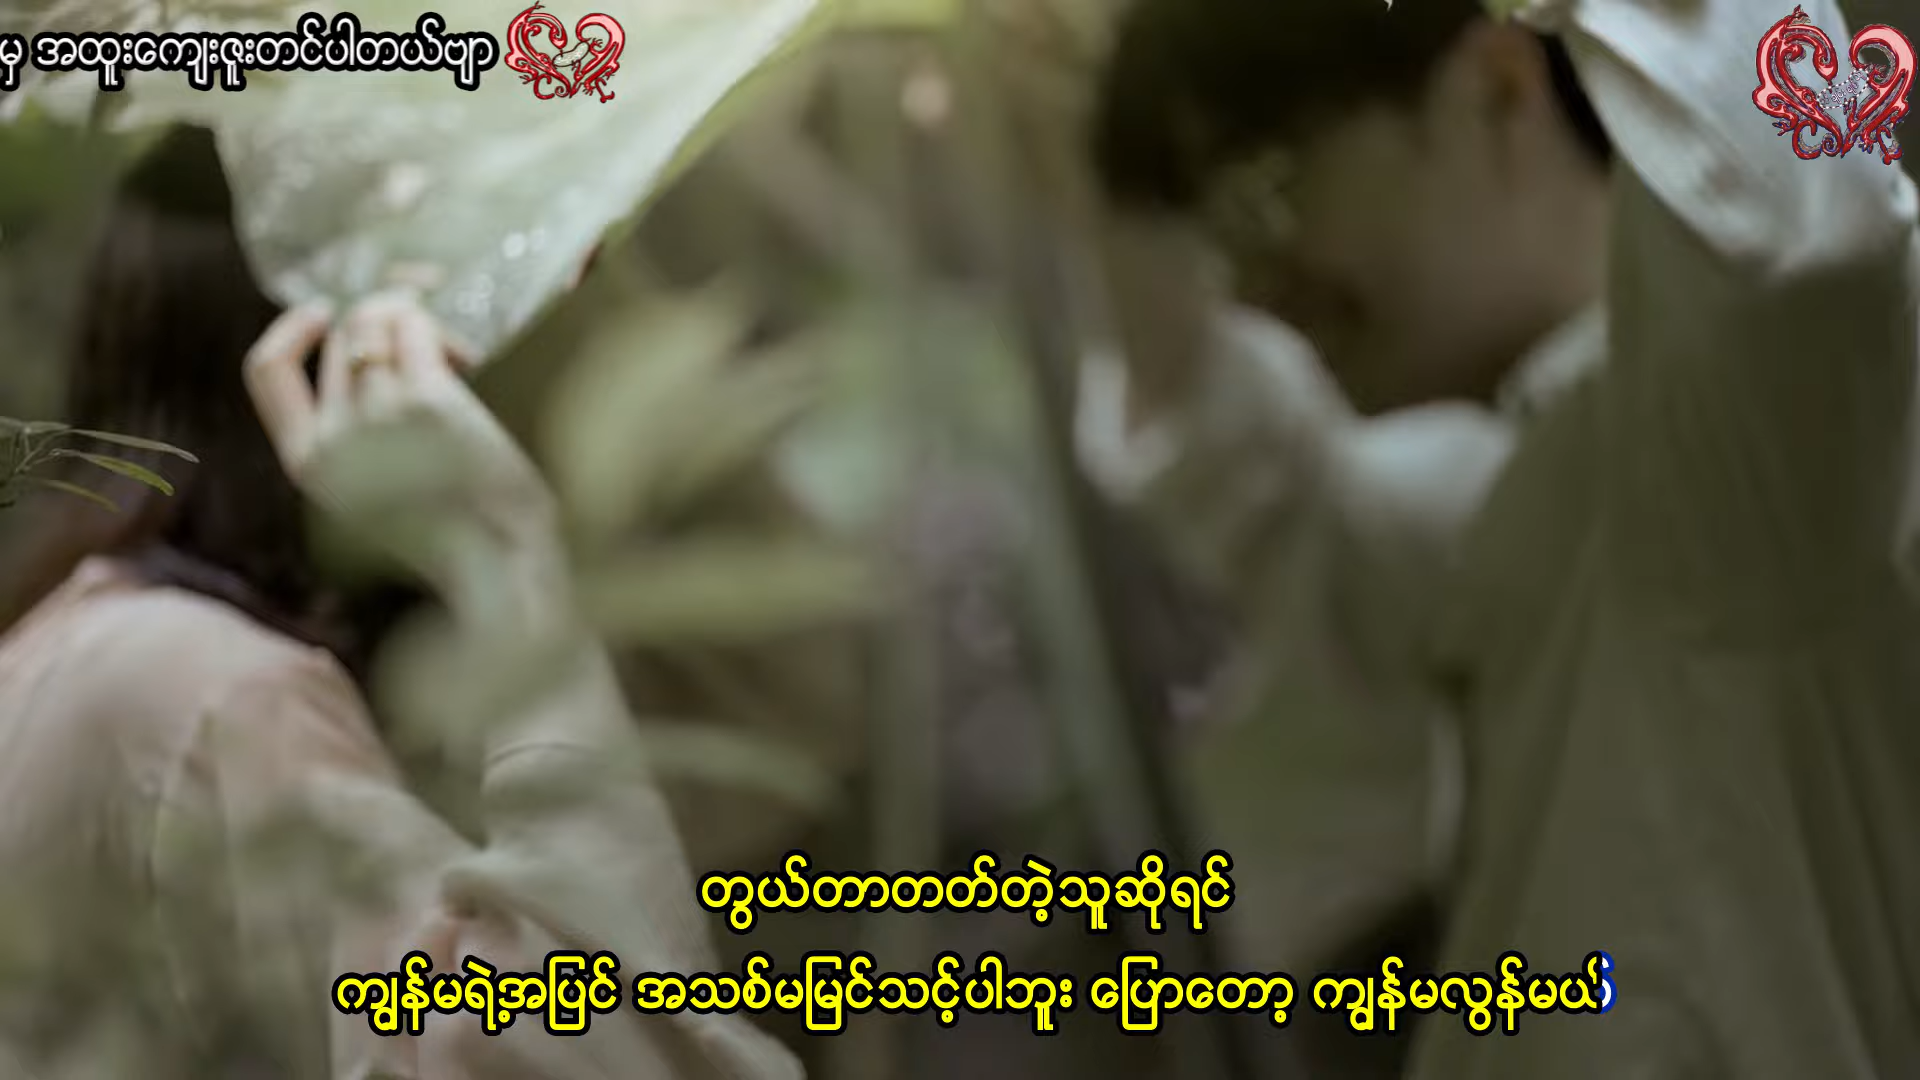 မှ အထူးကျေးဇူးတင်ပါတယ်ဗျာ
တွယ်တာတတ်တဲ့သူဆိုရင်
ကျွန်မရဲ့အပြင် အသစ်မမြင်သင့်ပါဘူး ပြောတော့ ကျွန်မလွန်မယ်